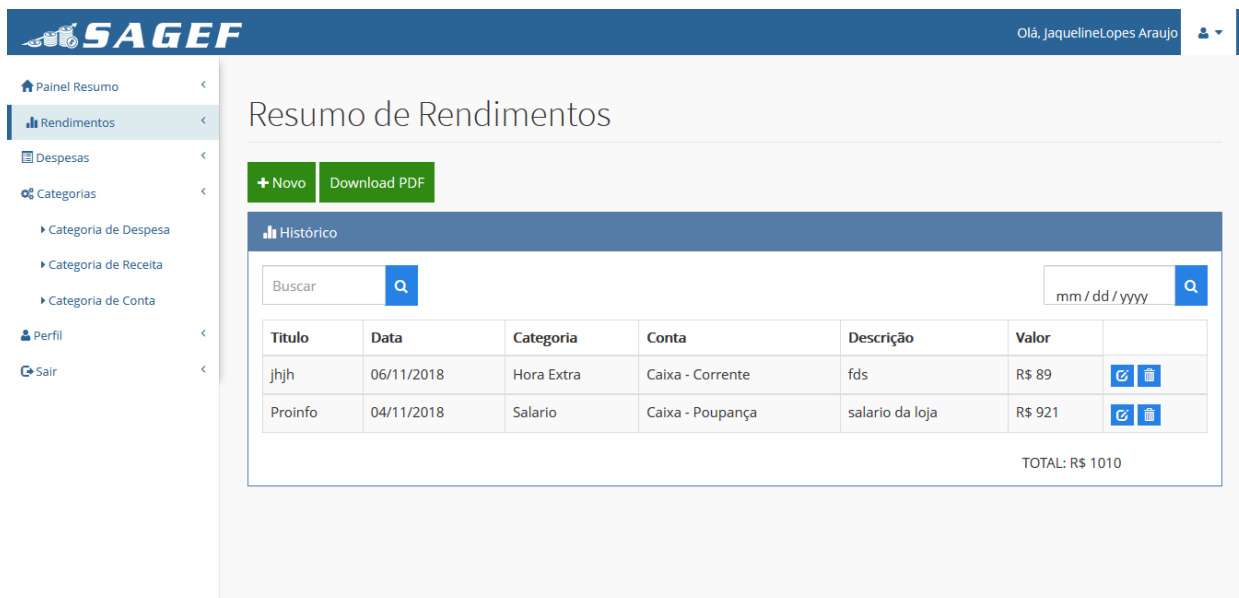 SAGEF
Olá, JaquelineLopes Araujo
Painel Resumo
Rendimentos
Despesas
Categorias
Categoria de Despesa
Categoria de Receita
Categoria de Conta
Perfil
Sair
Resumo de Rendimentos
Novo Download PDF
Histórico
Buscar mm / dd / yyyy
Titulo Data Categoria Conta Descrição Valor
jhjh 06/11/2018 Hora Extra Caixa - Corrente fds R$ 89
Proinfo 04/11/2018 Salario Caixa - Poupança salario da loja R$ 921
TOTAL: R$ 1010